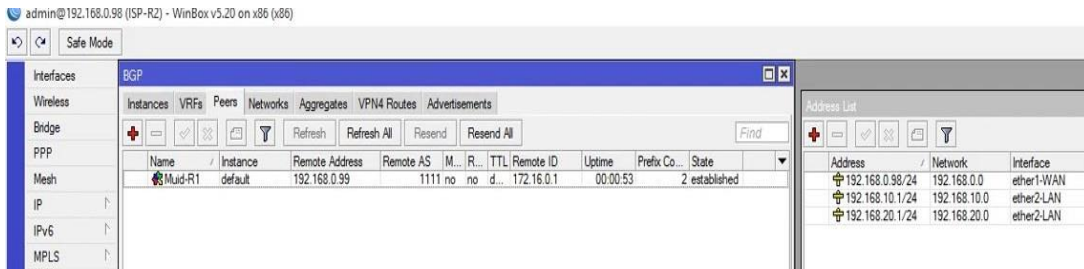 admin@192.168.0.98 (ISP-R2) - WinBox v5.20 on x86 (x86)
Safe Mode
Interfaces
Wireless
Bridge
PPP
Mesh
IP
IPv6
MPLS
BGP
Instances VRFs Peers Networks Aggregates VPN4 Routes Advertisements
Refresh Refresh All Resend Resend All Find
Name / Instance Remote Address Remote AS M... R... TTL Remote ID Uptime Prefix Co... State
Muid-R1 default 192.168.0.99 1111 no no d... 172.16.0.1 00:00:53 2 established
Address List
Address / Network Interface
192.168.0.98/24 192.168.0.0 ether1-WAN
192.168.10.1/24 192.168.10.0 ether2-LAN
192.168.20.1/24 192.168.20.0 ether2-LAN